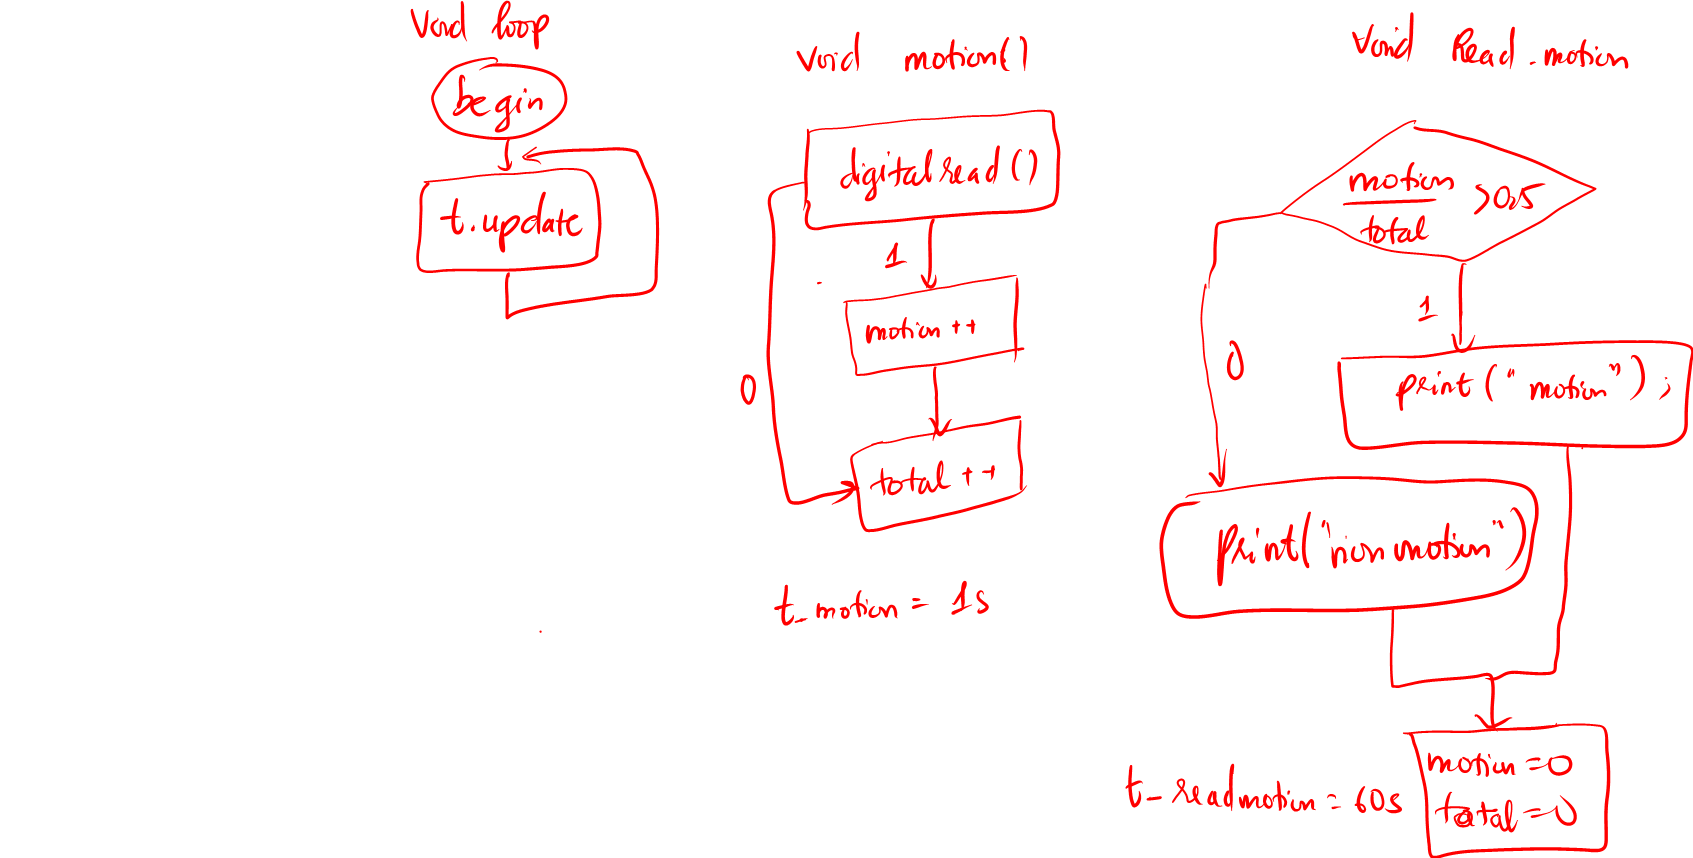 Void loop
begin
t.update
Void motion()
digitalread()
1
0
motion ++
total ++
t_motion = 1s
Void Read_motion
motion
total
>0,5
1
0
print("motion");
print("non motion")
motion=0
total=0
t_readmotion = 60s